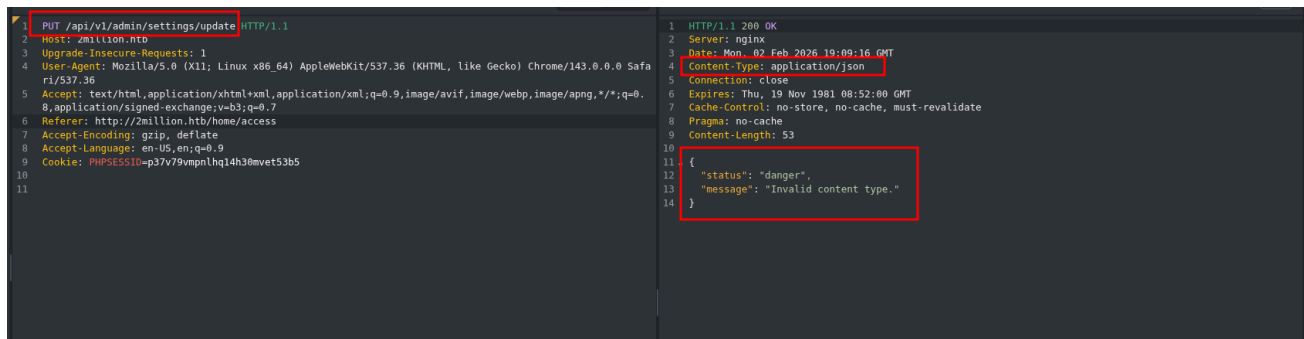 1 PUT /api/v1/admin/settings/update HTTP/1.1
2 Host: 2million.htb
3 Upgrade-Insecure-Requests: 1
4 User-Agent: Mozilla/5.0 (X11; Linux x86_64) AppleWebKit/537.36 (KHTML, like Gecko) Chrome/143.0.0.0 Safa
ri/537.36
5 Accept: text/html,application/xhtml+xml,application/xml;q=0.9,image/avif,image/webp,image/apng,*/*;q=0.
8,application/signed-exchange;v=b3;q=0.7
6 Referer: http://2million.htb/home/access
7 Accept-Encoding: gzip, deflate
8 Accept-Language: en-US,en;q=0.9
9 Cookie: PHPSESSID=p37v79vmpnlhq14h30mvet53b5
10
11
1 HTTP/1.1 200 OK
2 Server: nginx
3 Date: Mon, 02 Feb 2026 19:09:16 GMT
4 Content-Type: application/json
5 Connection: close
6 Expires: Thu, 19 Nov 1981 08:52:00 GMT
7 Cache-Control: no-store, no-cache, must-revalidate
8 Pragma: no-cache
9 Content-Length: 53
10
11 {
12 "status": "danger",
13 "message": "Invalid content type."
14 }